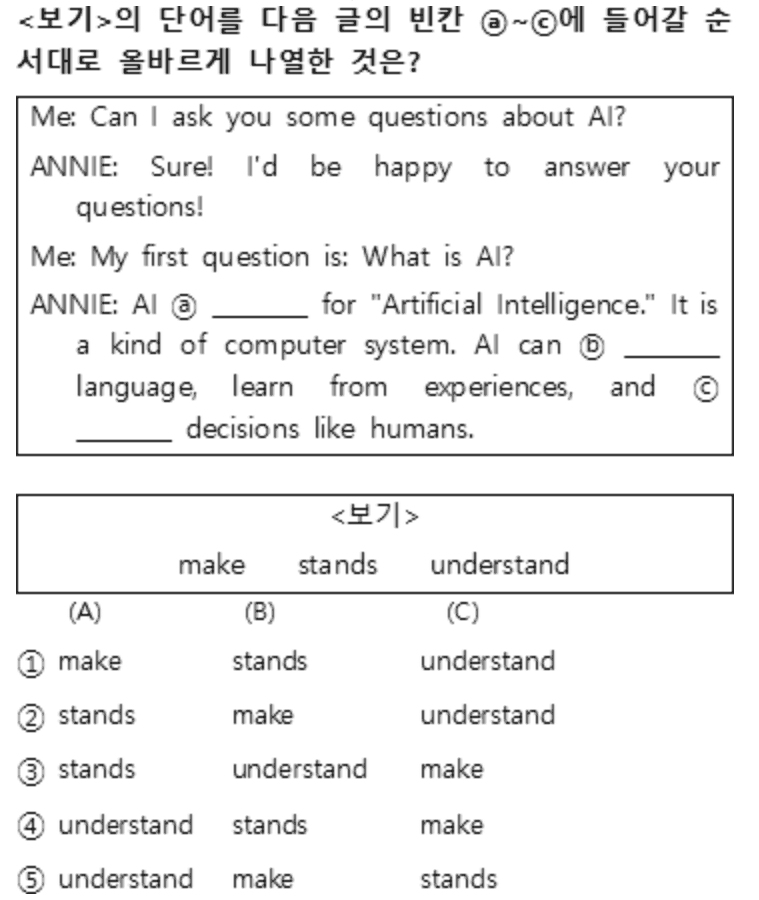 <보기>의 단어를 다음 글의 빈칸 ⓐ~ⓒ에 들어갈 순
서대로 올바르게 나열한 것은?
Me: Can I ask you some questions about AI?
ANNIE: Sure! I'd be happy to answer your
questions!
Me: My first question is: What is AI?
ANNIE: AI ⓐ _______ for "Artificial Intelligence." It is
a kind of computer system. AI can ⓑ _______
language, learn from experiences, and ⓒ
_______ decisions like humans.
<보기>
make stands understand
(A) (B) (C)
① make stands understand
② stands make understand
③ stands understand make
④ understand stands make
⑤ understand make stands